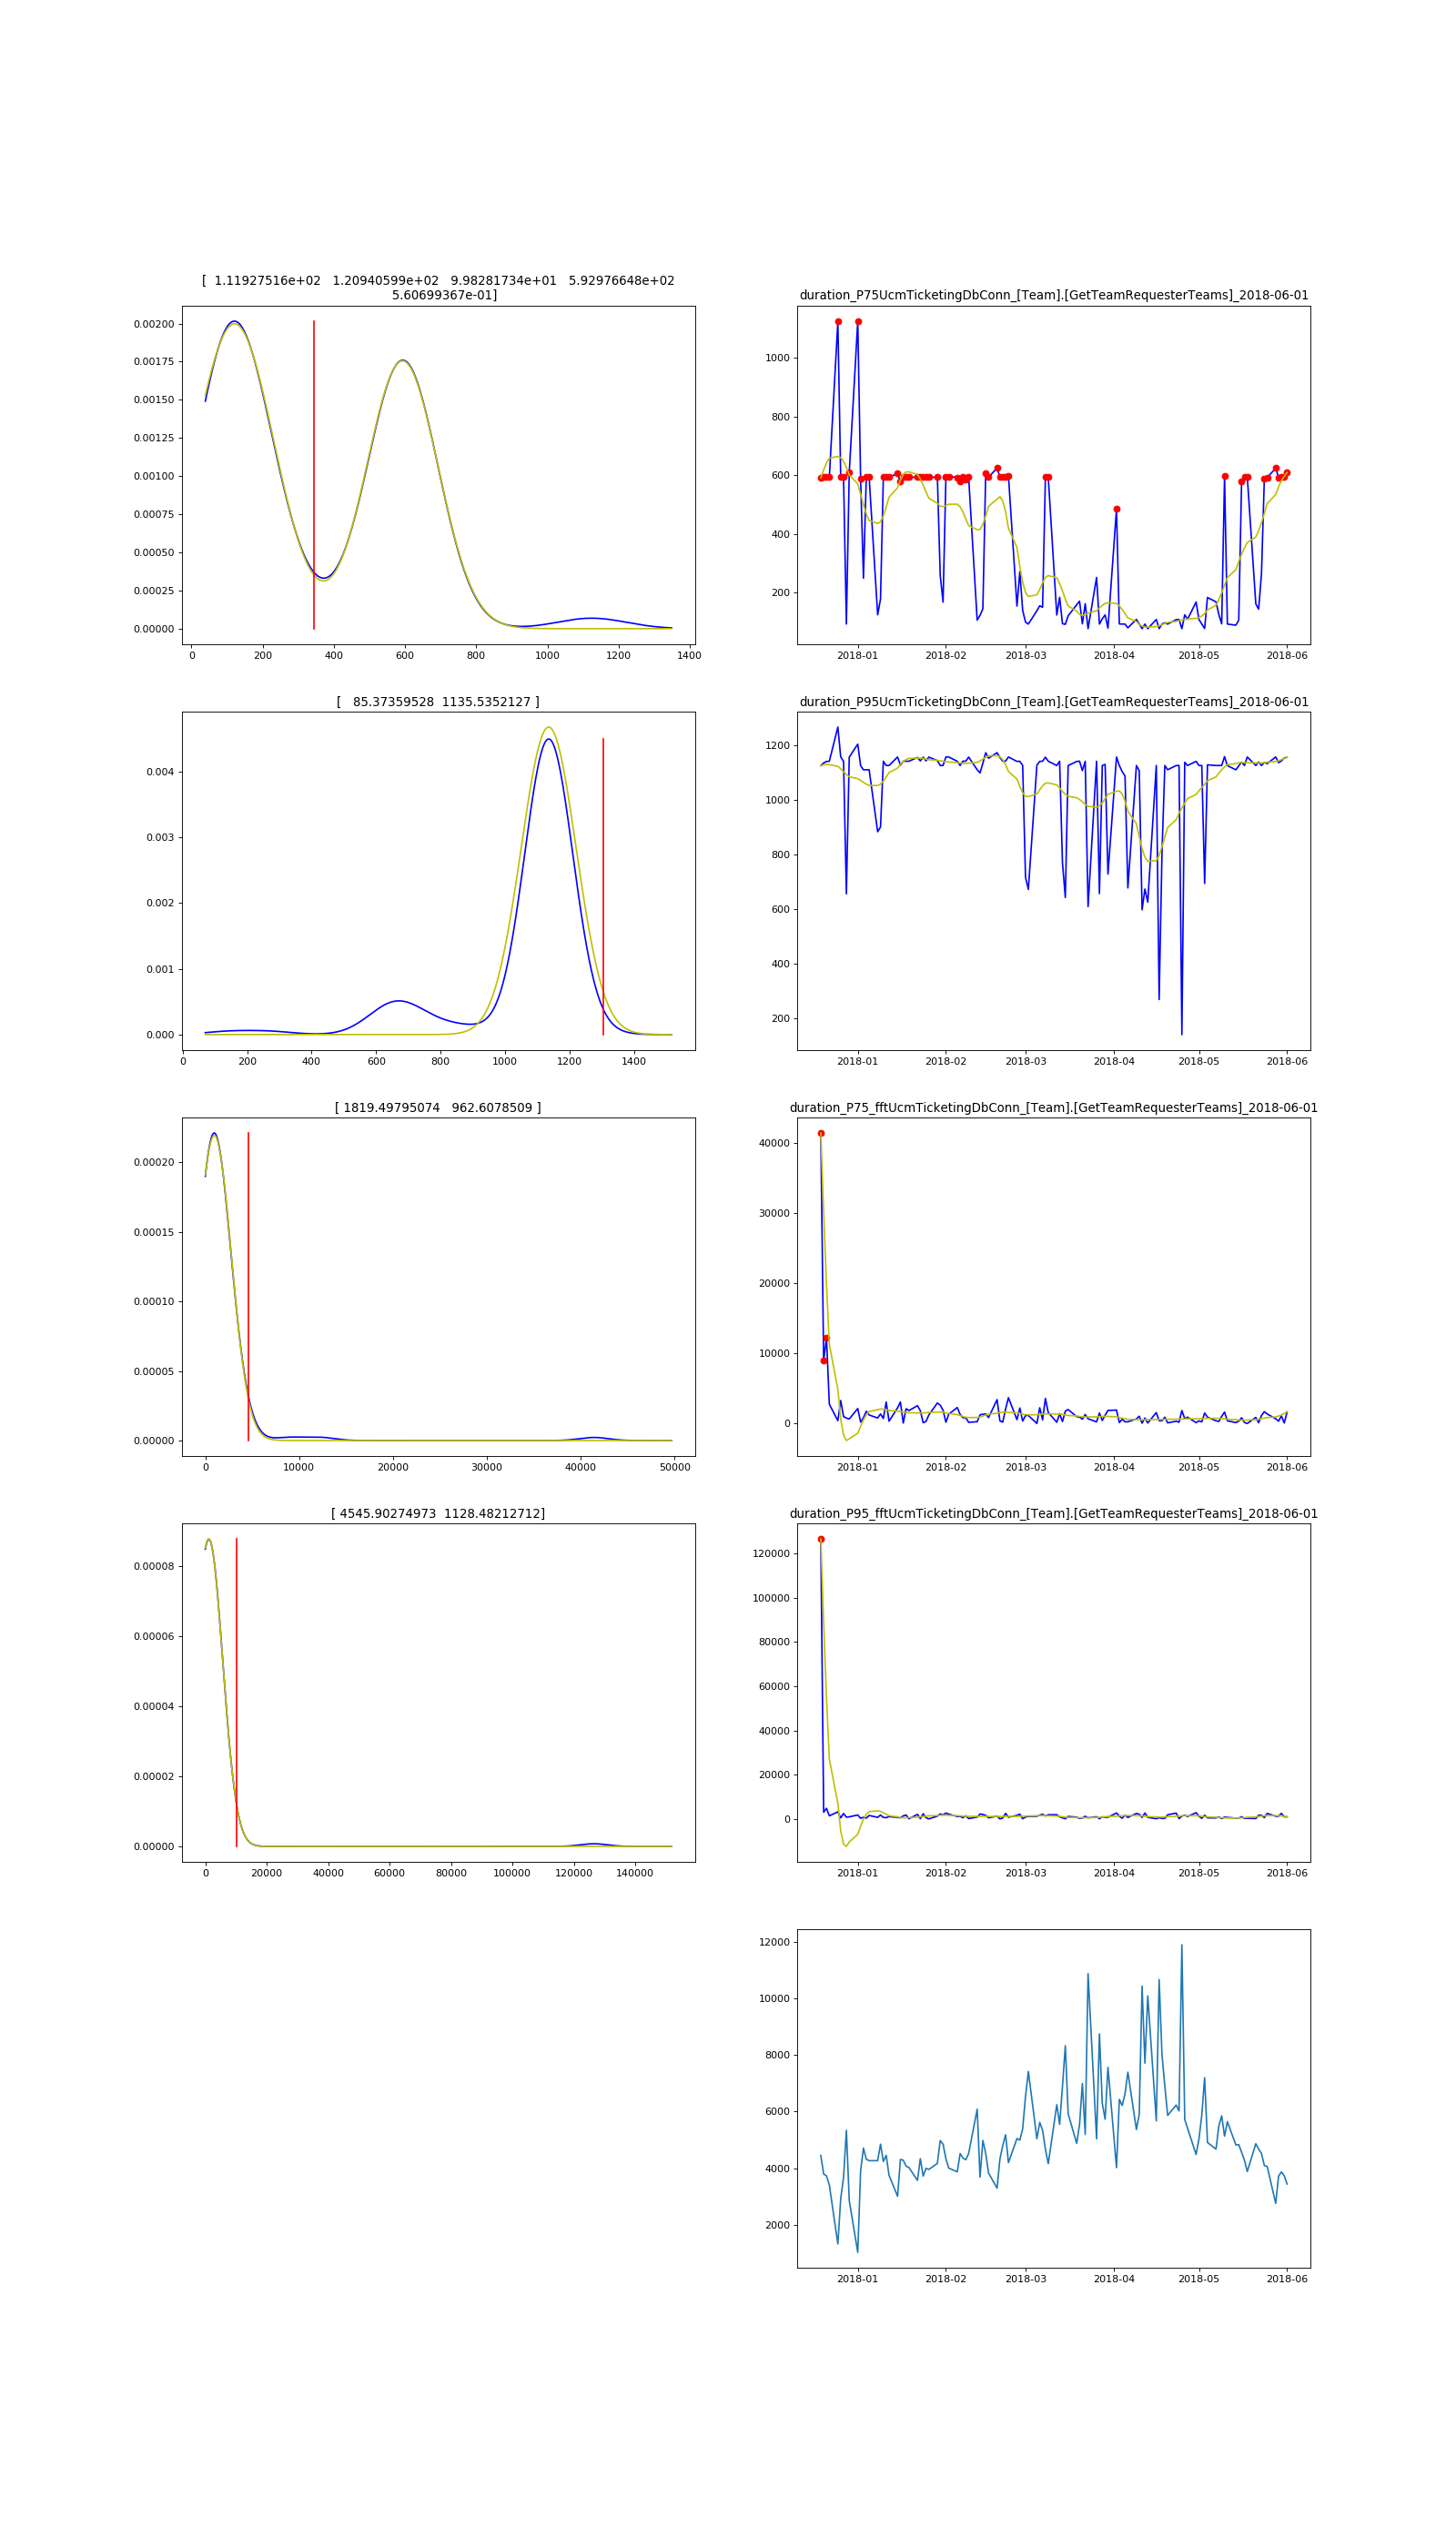 [  1.11927516e+02   1.20940599e+02   9.98281734e+01   5.92976648e+02
5.60699367e-01]
0.00200
0.00175
0.00150
0.00125
0.00100
0.00075
0.00050
0.00025
0.00000
0 200 400 600 800 1000 1200 1400
duration_P75UcmTicketingDbConn_[Team].[GetTeamRequesterTeams]_2018-06-01
1000
800
600
400
200
2018-01 2018-02 2018-03 2018-04 2018-05 2018-06
[   85.37359528  1135.5352127 ]
0.004
0.003
0.002
0.001
0.000
0 200 400 600 800 1000 1200 1400
duration_P95UcmTicketingDbConn_[Team].[GetTeamRequesterTeams]_2018-06-01
1200
1000
800
600
400
200
2018-01 2018-02 2018-03 2018-04 2018-05 2018-06
[ 1819.49795074   962.6078509 ]
0.00020
0.00015
0.00010
0.00005
0.00000
0 10000 20000 30000 40000 50000
duration_P75_fftUcmTicketingDbConn_[Team].[GetTeamRequesterTeams]_2018-06-01
40000
30000
20000
10000
0
2018-01 2018-02 2018-03 2018-04 2018-05 2018-06
[ 4545.90274973  1128.48212712]
0.00008
0.00006
0.00004
0.00002
0.00000
0 20000 40000 60000 80000 100000 120000 140000
duration_P95_fftUcmTicketingDbConn_[Team].[GetTeamRequesterTeams]_2018-06-01
120000
100000
80000
60000
40000
20000
0
2018-01 2018-02 2018-03 2018-04 2018-05 2018-06
12000
10000
8000
6000
4000
2000
2018-01 2018-02 2018-03 2018-04 2018-05 2018-06